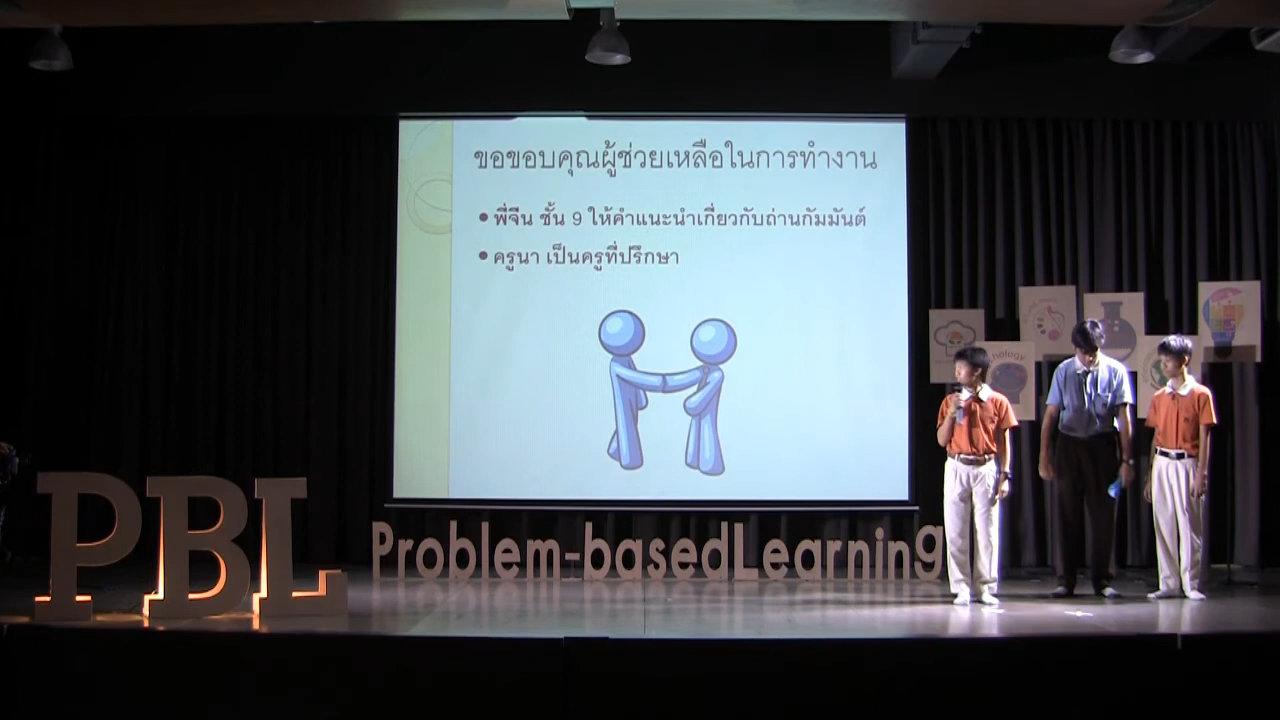 ขอขอบคุณผู้ช่วยเหลือในการทำงาน
• พี่จีน ชั้น 9 ให้คำแนะนำเกี่ยวกับถ่านกัมมันต์
• ครูนา เป็นครูที่ปรึกษา
PBL
Problem-basedLearning